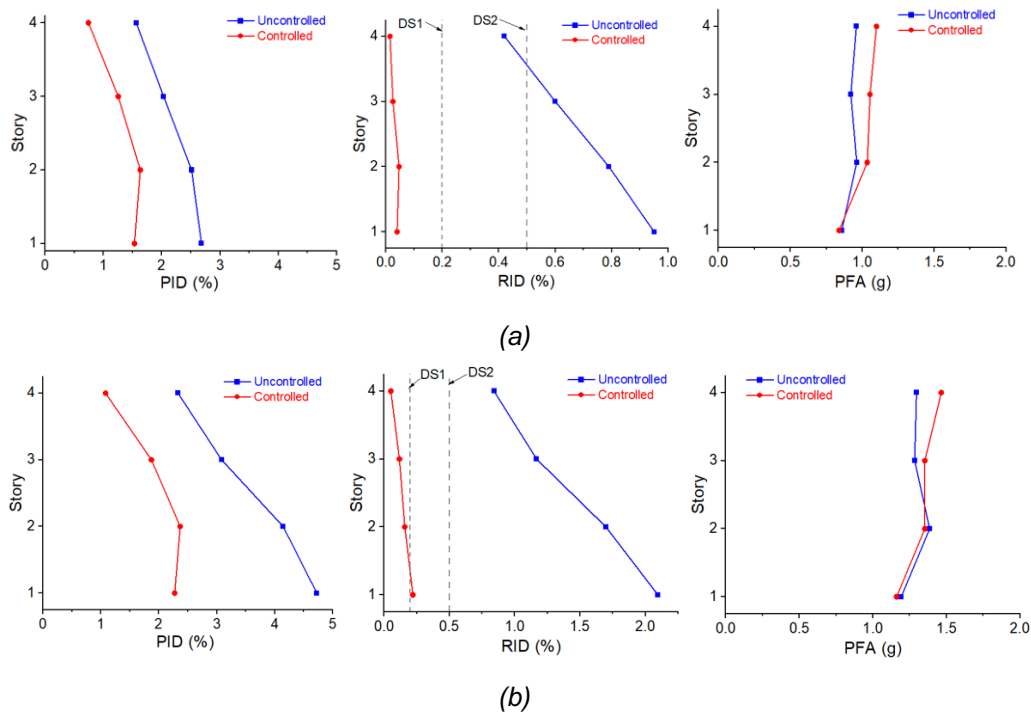 4
3
2
1
Story
0
1
2
3
4
5
PID (%)
Uncontrolled
Controlled
DS1
DS2
4
3
2
1
Story
0.0
0.2
0.4
0.6
0.8
1.0
RID (%)
Uncontrolled
Controlled
4
3
2
1
Story
0.0
0.5
1.0
1.5
2.0
PFA (g)
Uncontrolled
Controlled
(a)
4
3
2
1
Story
0
1
2
3
4
5
PID (%)
Uncontrolled
Controlled
DS1
DS2
4
3
2
1
Story
0.0
0.5
1.0
1.5
2.0
RID (%)
Uncontrolled
Controlled
4
3
2
1
Story
0.0
0.5
1.0
1.5
2.0
PFA (g)
Uncontrolled
Controlled
(b)